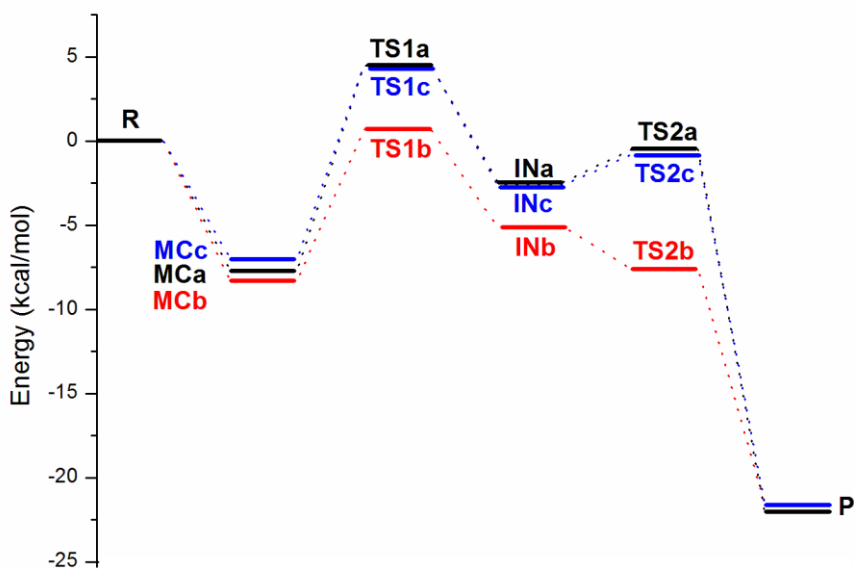 5
0
-5
-10
-15
-20
-25
Energy (kcal/mol)
R
MCc
MCa
MCb
TS1a
TS1c
TS1b
INa
INc
INb
TS2a
TS2c
TS2b
P